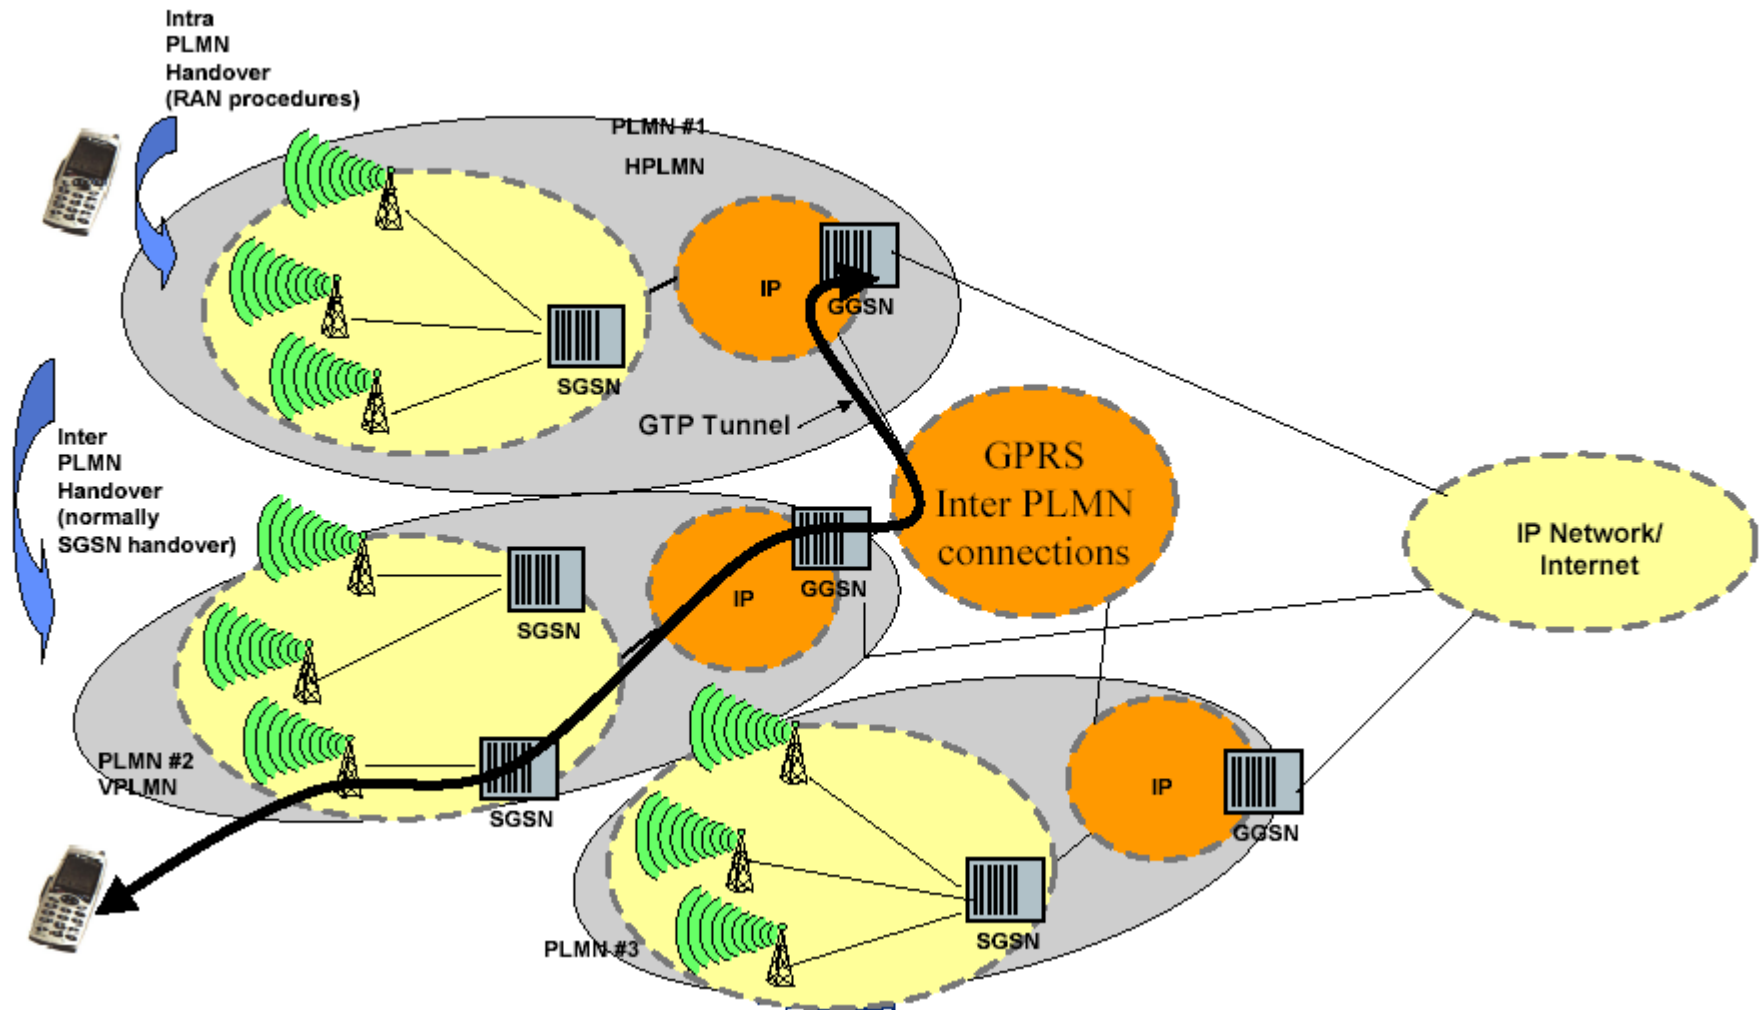 Intra
PLMN
Handover
(RAN procedures)
PLMN #1
HPLMN
IP
GGSN
SGSN
GTP Tunnel
Inter
PLMN
Handover
(normally
SGSN handover)
GPRS
Inter PLMN
connections
IP Network/
Internet
SGSN
IP
GGSN
PLMN #2
VPLMN
SGSN
IP
GGSN
SGSN
PLMN #3